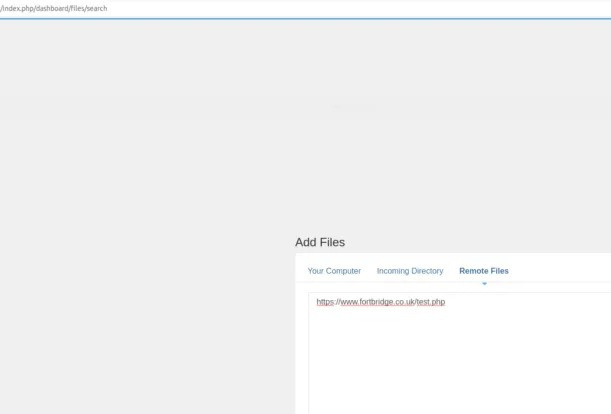 /index.php/dashboard/files/search
Add Files
Your Computer Incoming Directory Remote Files
https://www.fortbridge.co.uk/test.php